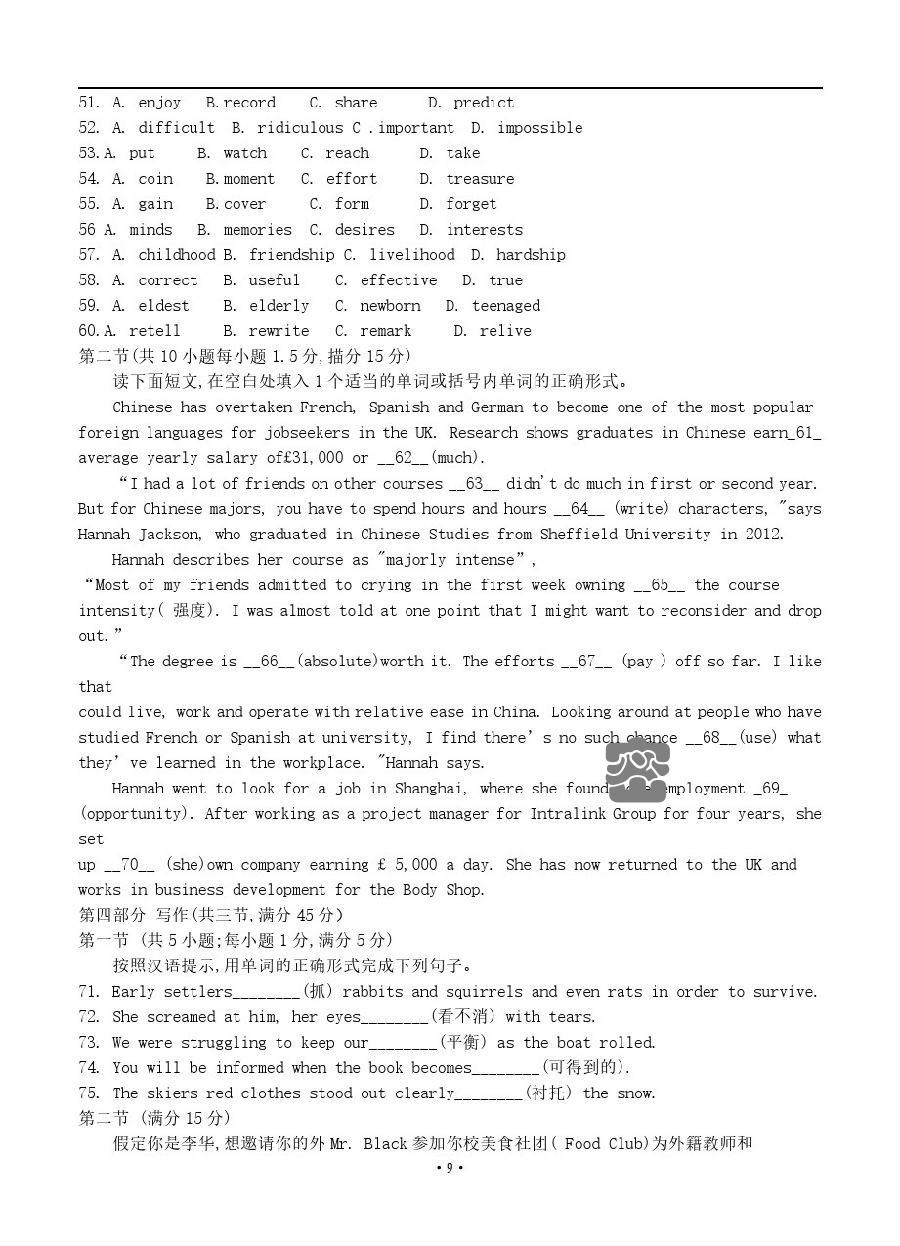 51. A. enjoy B.record C. share D. predict
52. A. difficult B. ridiculous C .important D. impossible
53.A. put B. watch C. reach D. take
54. A. coin B.moment C. effort D. treasure
55. A. gain B.cover C. form D. forget
56 A. minds B. memories C. desires D. interests
57. A. childhood B. friendship C. livelihood D. hardship
58. A. correct B. useful C. effective D. true
59. A. eldest B. elderly C. newborn D. teenaged
60.A. retell B. rewrite C. remark D. relive
第二节(共 10 小题每小题 1.5 分,描分 15 分)
读下面短文,在空白处填入 1 个适当的单词或括号内单词的正确形式。
Chinese has overtaken French, Spanish and German to become one of the most popular
foreign languages for jobseekers in the UK. Research shows graduates in Chinese earn_61_
average yearly salary of£31,000 or __62__(much).
“I had a lot of friends on other courses __63__ didn't do much in first or second year.
But for Chinese majors, you have to spend hours and hours __64__ (write) characters, "says
Hannah Jackson, who graduated in Chinese Studies from Sheffield University in 2012.
Hannah describes her course as "majorly intense”,
“Most of my friends admitted to crying in the first week owning __65__ the course
intensity( 强度). I was almost told at one point that I might want to reconsider and drop
out.”
“The degree is __66__(absolute)worth it. The efforts __67__ (pay ) off so far. I like
that
could live, work and operate with relative ease in China. Looking around at people who have
studied French or Spanish at university, I find there’s no such chance __68__(use) what
they’ve learned in the workplace. "Hannah says.
Hannah went to look for a job in Shanghai, where she found employment _69_
(opportunity). After working as a project manager for Intralink Group for four years, she
set
up __70__ (she)own company earning £ 5,000 a day. She has now returned to the UK and
works in business development for the Body Shop.
第四部分 写作(共三节,满分 45 分)
第一节 (共 5 小题;每小题 1 分,满分 5 分)
按照汉语提示,用单词的正确形式完成下列句子。
71. Early settlers________(抓) rabbits and squirrels and even rats in order to survive.
72. She screamed at him, her eyes________(看不消) with tears.
73. We were struggling to keep our________(平衡) as the boat rolled.
74. You will be informed when the book becomes________(可得到的).
75. The skiers red clothes stood out clearly________(衬托) the snow.
第二节 (满分 15 分)
假定你是李华,想邀请你的外 Mr. Black 参加你校美食社团( Food Club)为外籍教师和
·9·